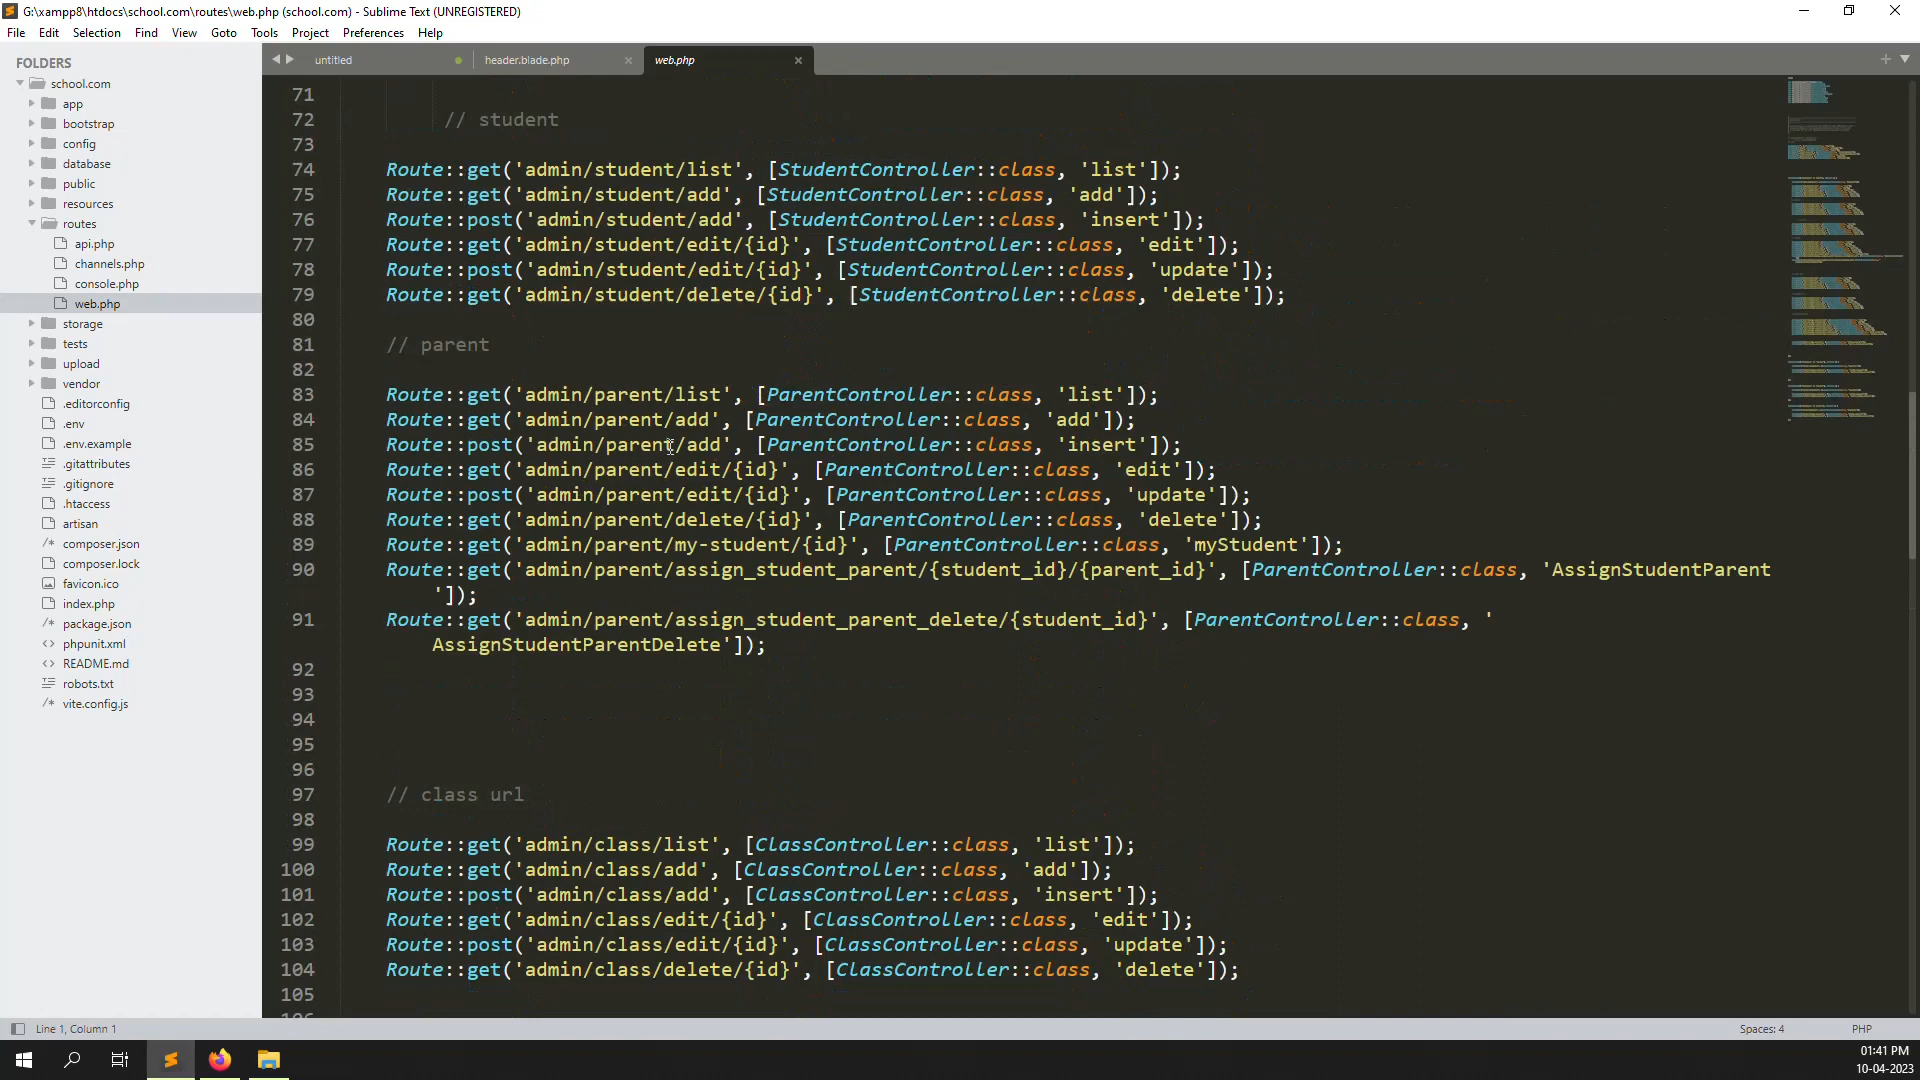 G:\xampp8\htdocs\school.com\routes\web.php (school.com) - Sublime Text (UNREGISTERED)
File Edit Selection Find View Goto Tools Project Preferences Help
FOLDERS
school.com
app
bootstrap
config
database
public
resources
routes
api.php
channels.php
console.php
web.php
storage
tests
upload
vendor
.editorconfig
.env
.env.example
.gitattributes
.gitignore
.htaccess
artisan
/* composer.json
composer.lock
favicon.ico
index.php
/* package.json
<> phpunit.xml
<> README.md
robots.txt
/* vite.config.js
untitled header.blade.php web.php
71
72 // student
73
74 Route::get('admin/student/list', [StudentController::class, 'list']);
75 Route::get('admin/student/add', [StudentController::class, 'add']);
76 Route::post('admin/student/add', [StudentController::class, 'insert']);
77 Route::get('admin/student/edit/{id}', [StudentController::class, 'edit']);
78 Route::post('admin/student/edit/{id}', [StudentController::class, 'update']);
79 Route::get('admin/student/delete/{id}', [StudentController::class, 'delete']);
80
81 // parent
82
83 Route::get('admin/parent/list', [ParentController::class, 'list']);
84 Route::get('admin/parent/add', [ParentController::class, 'add']);
85 Route::post('admin/parent/add', [ParentController::class, 'insert']);
86 Route::get('admin/parent/edit/{id}', [ParentController::class, 'edit']);
87 Route::post('admin/parent/edit/{id}', [ParentController::class, 'update']);
88 Route::get('admin/parent/delete/{id}', [ParentController::class, 'delete']);
89 Route::get('admin/parent/my-student/{id}', [ParentController::class, 'myStudent']);
90 Route::get('admin/parent/assign_student_parent/{student_id}/{parent_id}', [ParentController::class, 'AssignStudentParent
']);
91 Route::get('admin/parent/assign_student_parent_delete/{student_id}', [ParentController::class, '
AssignStudentParentDelete']);
92
93
94
95
96
97 // class url
98
99 Route::get('admin/class/list', [ClassController::class, 'list']);
100 Route::get('admin/class/add', [ClassController::class, 'add']);
101 Route::post('admin/class/add', [ClassController::class, 'insert']);
102 Route::get('admin/class/edit/{id}', [ClassController::class, 'edit']);
103 Route::post('admin/class/edit/{id}', [ClassController::class, 'update']);
104 Route::get('admin/class/delete/{id}', [ClassController::class, 'delete']);
105
Line 1, Column 1 Spaces: 4 PHP
01:41 PM
10-04-2023